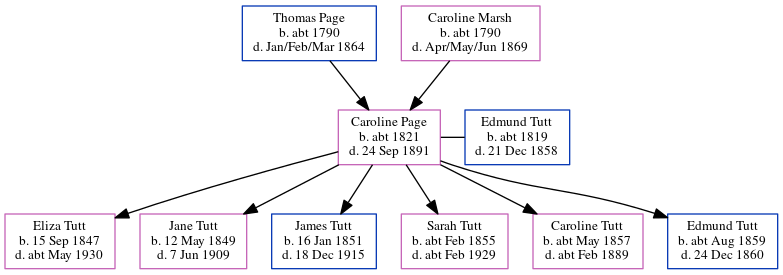 Thomas Page
b. abt 1790
d. Jan/Feb/Mar 1864
Caroline Marsh
b. abt 1790
d. Apr/May/Jun 1869
Caroline Page
b. abt 1821
d. 24 Sep 1891
Edmund Tutt
b. abt 1819
d. 21 Dec 1858
Eliza Tutt
b. 15 Sep 1847
d. abt May 1930
Jane Tutt
b. 12 May 1849
d. 7 Jun 1909
James Tutt
b. 16 Jan 1851
d. 18 Dec 1915
Sarah Tutt
b. abt Feb 1855
d. abt Feb 1929
Caroline Tutt
b. abt May 1857
d. abt Feb 1889
Edmund Tutt
b. abt Aug 1859
d. 24 Dec 1860